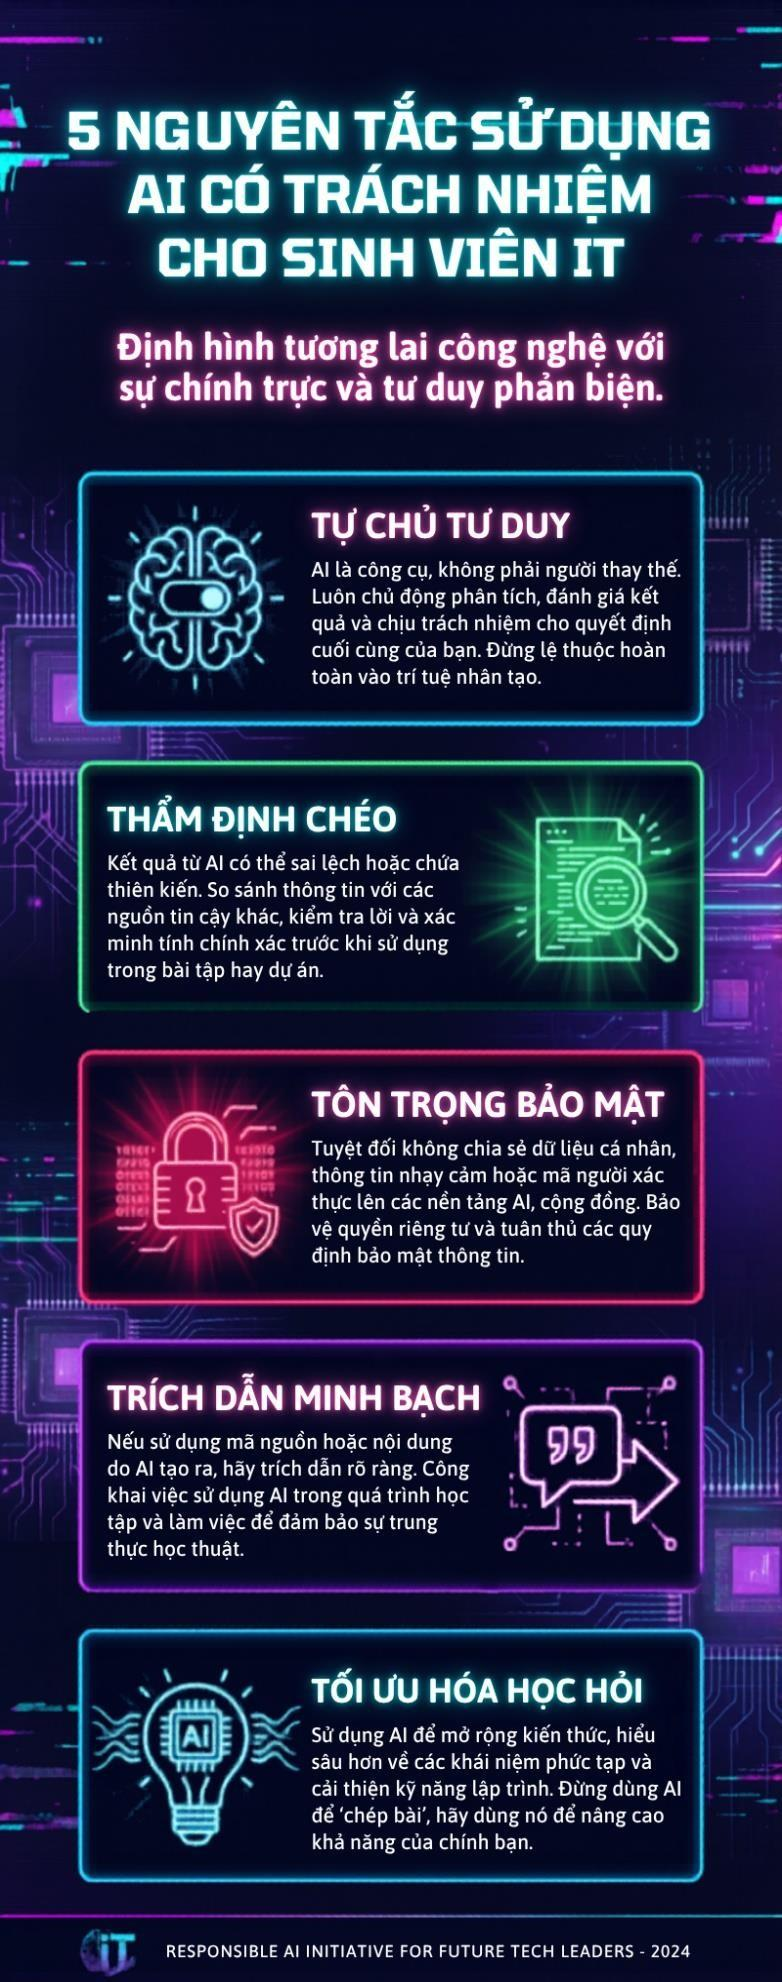 5 NGUYÊN TẮC SỬ DỤNG
AI CÓ TRÁCH NHIỆM
CHO SINH VIÊN IT
Định hình tương lai công nghệ với
sự chính trực và tư duy phản biện.
TỰ CHỦ TƯ DUY
AI là công cụ, không phải người thay thế.
Luôn chủ động phân tích, đánh giá kết
quả và chịu trách nhiệm cho quyết định
cuối cùng của bạn. Đừng lệ thuộc hoàn
toàn vào trí tuệ nhân tạo.
THẨM ĐỊNH CHÉO
Kết quả từ AI có thể sai lệch hoặc chứa
thiên kiến. So sánh thông tin với các
nguồn tin cậy khác, kiểm tra lời và xác
minh tính chính xác trước khi sử dụng
trong bài tập hay dự án.
TÔN TRỌNG BẢO MẬT
Tuyệt đối không chia sẻ dữ liệu cá nhân,
thông tin nhạy cảm hoặc mã người xác
thực lên các nền tảng AI, cộng đồng. Bảo
vệ quyền riêng tư và tuân thủ các quy
định bảo mật thông tin.
TRÍCH DẪN MINH BẠCH
Nếu sử dụng mã nguồn hoặc nội dung
do AI tạo ra, hãy trích dẫn rõ ràng. Công
khai việc sử dụng AI trong quá trình học
tập và làm việc để đảm bảo sự trung
thực học thuật.
TỐI ƯU HÓA HỌC HỎI
AI
Sử dụng AI để mở rộng kiến thức, hiểu
sâu hơn về các khái niệm phức tạp và
cải thiện kỹ năng lập trình. Đừng dùng AI
để ‘chép bài’, hãy dùng nó để nâng cao
khả năng của chính bạn.
iT
RESPONSIBLE AI INITIATIVE FOR FUTURE TECH LEADERS - 2024